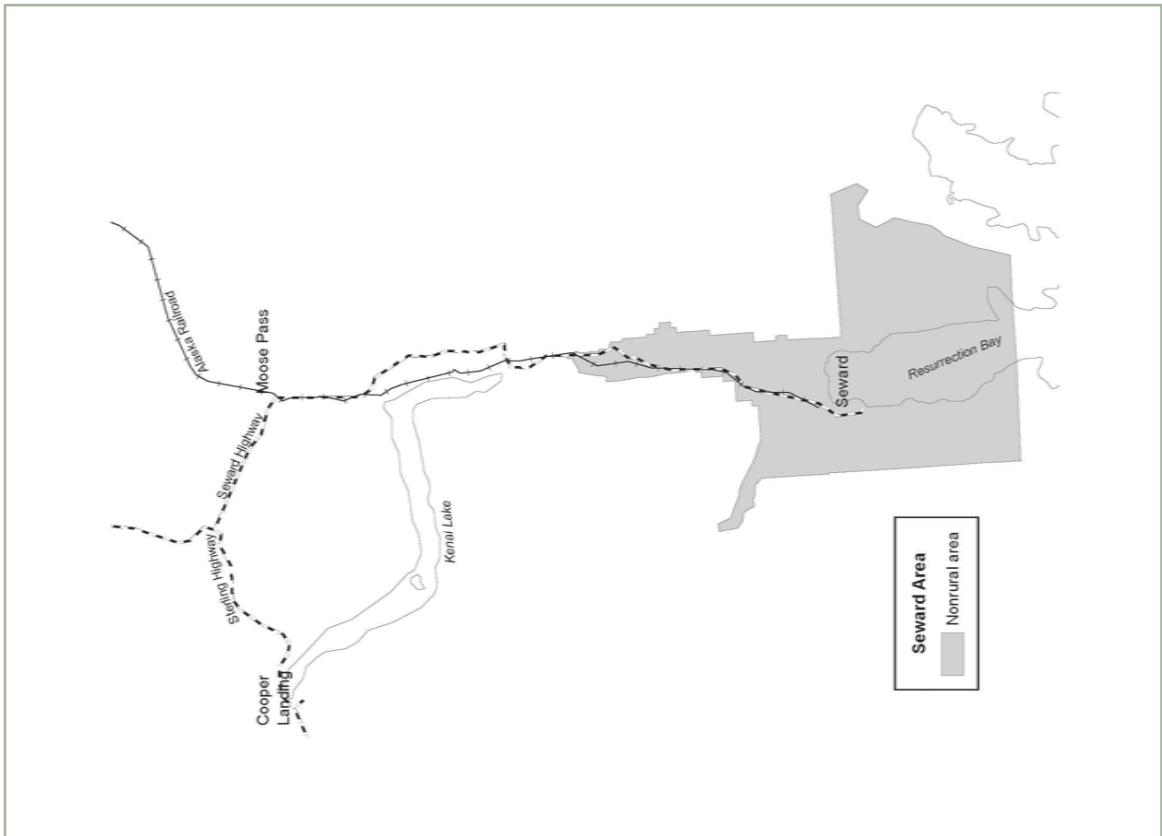 Alaska Railroad
Moose Pass
Seward Highway
Sterling Highway
Cooper
Landing
Kenai Lake
Seward
Resurrection Bay
Seward Area
Nonrural area